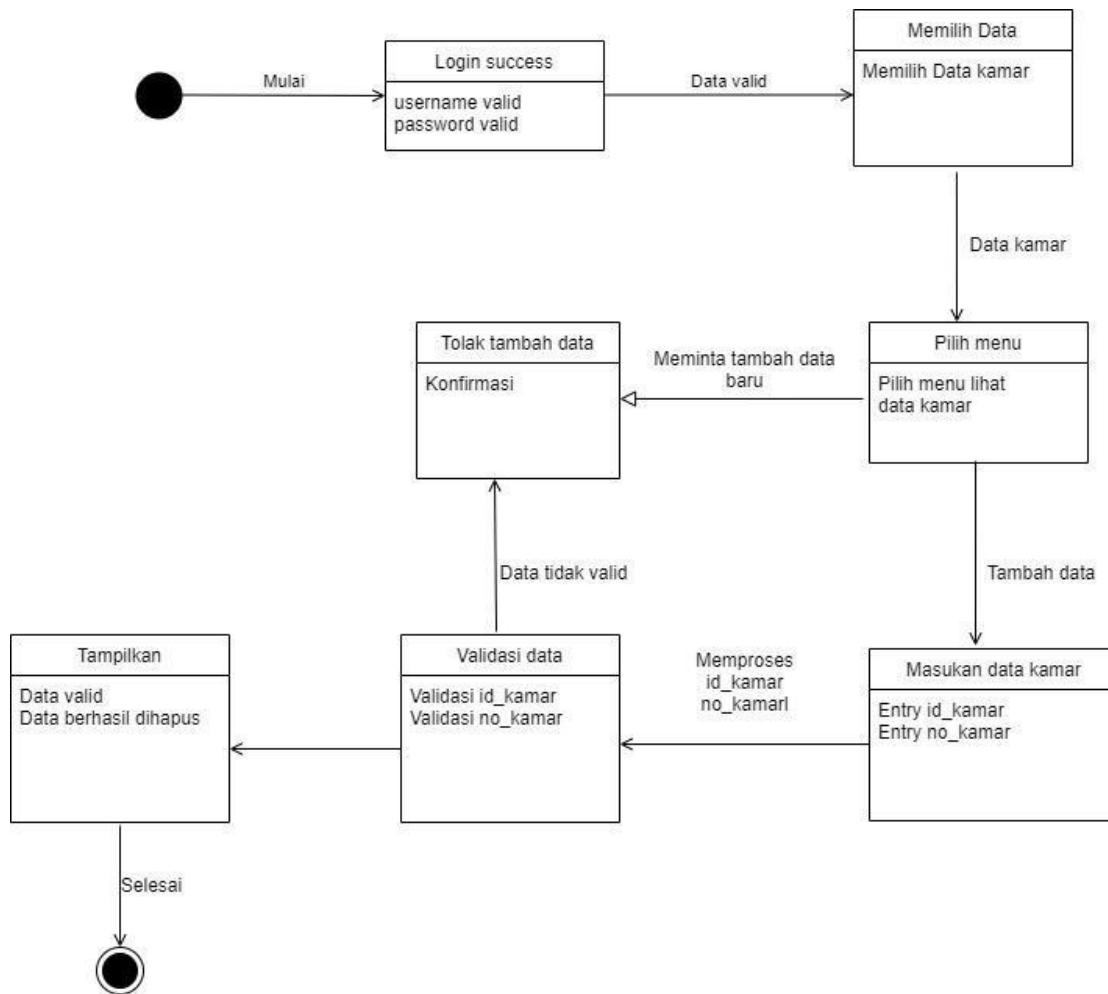 Mulai
Login success
username valid
password valid
Data valid
Memilih Data
Memilih Data kamar
Data kamar
Pilih menu
Pilih menu lihat
data kamar
Meminta tambah data
baru
Tolak tambah data
Konfirmasi
Tambah data
Masukan data kamar
Entry id_kamar
Entry no_kamar
Memproses
id_kamar
no_kamarl
Validasi data
Validasi id_kamar
Validasi no_kamar
Data tidak valid
Tampilkan
Data valid
Data berhasil dihapus
Selesai